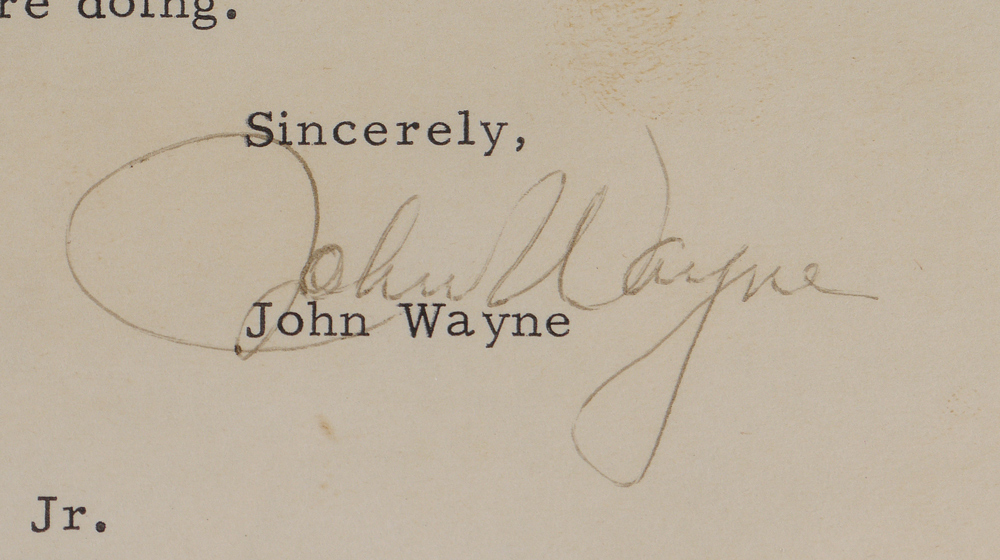 re doing.
Sincerely,
John Wayne
John Wayne
Jr.